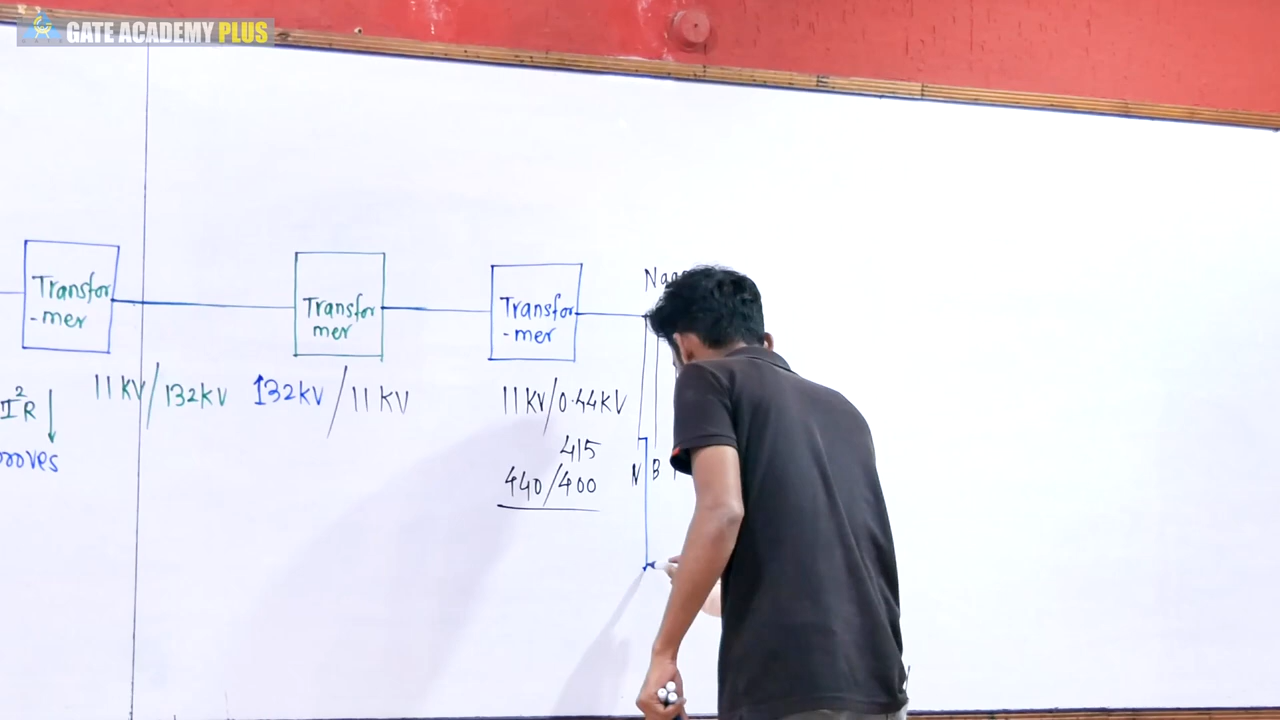 GATE ACADEMY PLUS
Transfor
-mer
Transfor
mer
Transfor
-mer
11 KV/132KV
132KV/11 KV
11 KV/0.44KV
415
440/400
I²R
N B